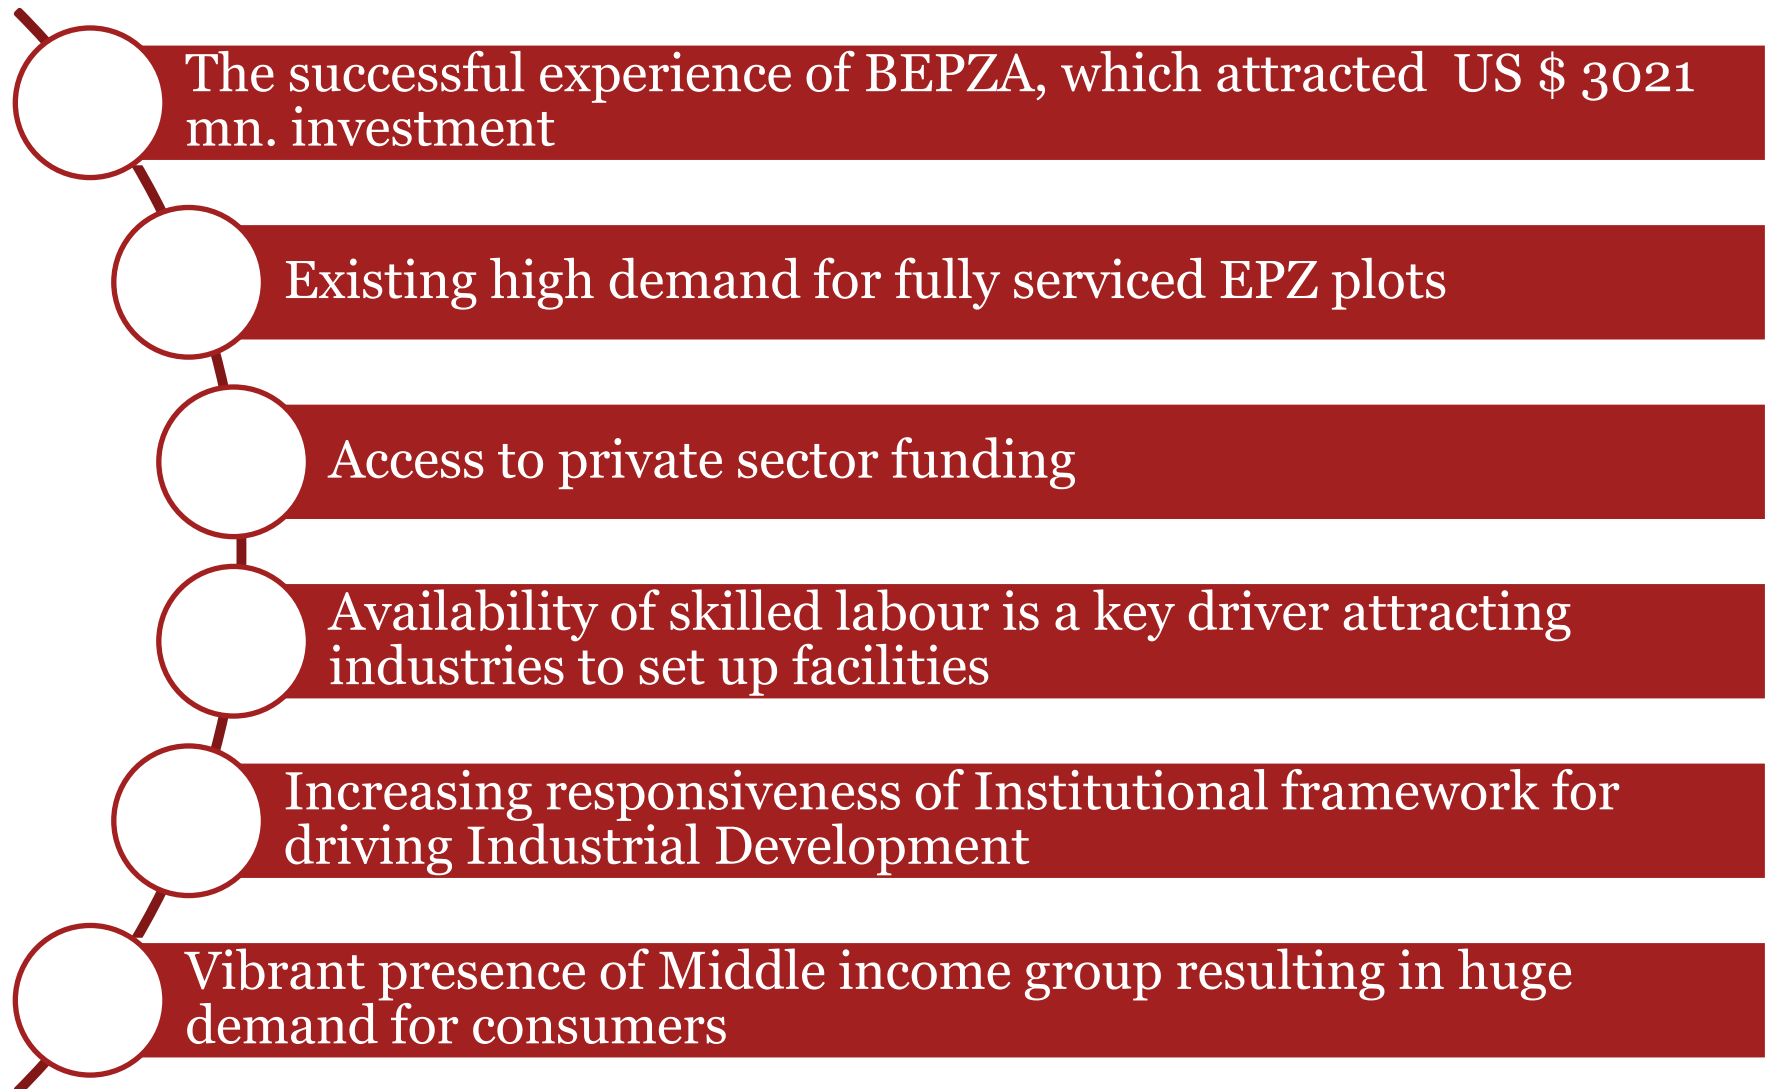 The successful experience of BEPZA, which attracted  US $ 3021
mn. investment
Existing high demand for fully serviced EPZ plots
Access to private sector funding
Availability of skilled labour is a key driver attracting
industries to set up facilities
Increasing responsiveness of Institutional framework for
driving Industrial Development
Vibrant presence of Middle income group resulting in huge
demand for consumers